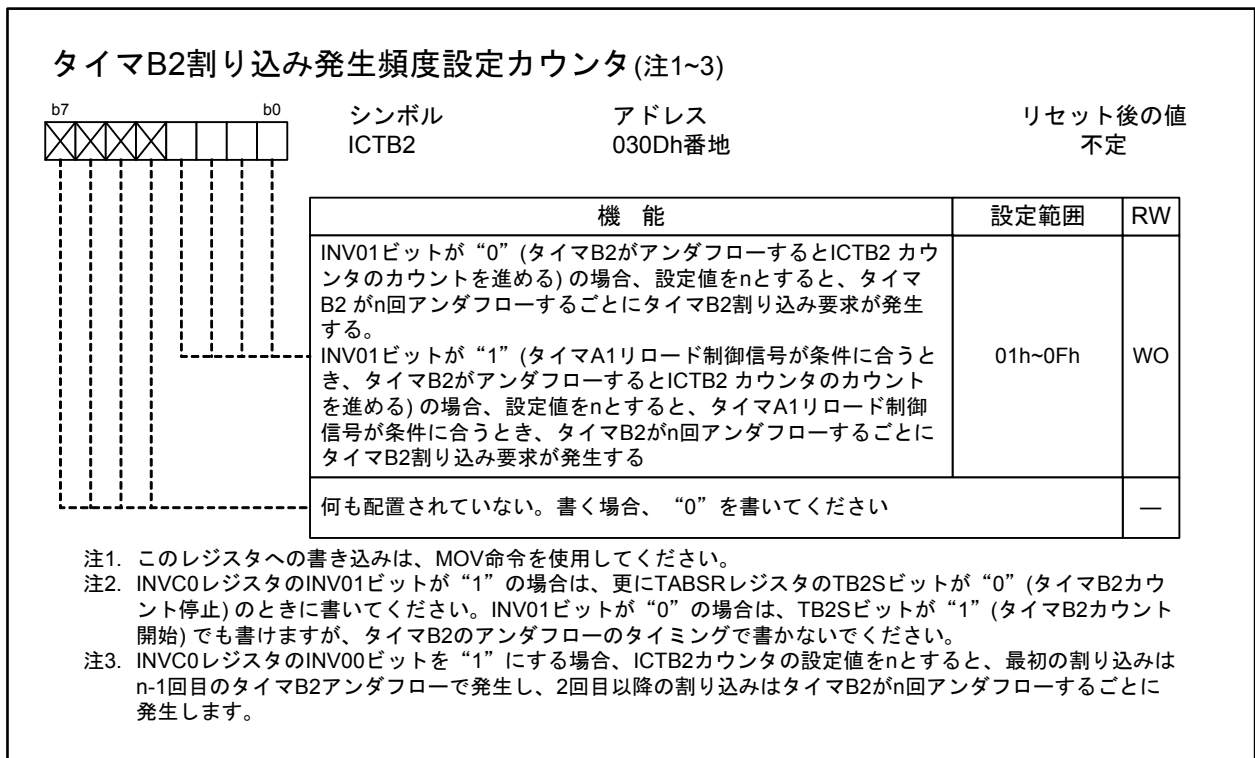 タイマB2割り込み発生頻度設定カウンタ(注1~3)
b7 b0
シンボル アドレス リセット後の値
ICTB2 030Dh番地 不定
機 能 設定範囲 RW
INV01ビットが“0”(タイマB2がアンダフローするとICTB2 カウ
ンタのカウントを進める) の場合、設定値をnとすると、タイマ
B2 がn回アンダフローするごとにタイマB2割り込み要求が発生
する。
INV01ビットが“1”(タイマA1リロード制御信号が条件に合うと
き、タイマB2がアンダフローするとICTB2 カウンタのカウント
を進める) の場合、設定値をnとすると、タイマA1リロード制御
信号が条件に合うとき、タイマB2がn回アンダフローするごとに
タイマB2割り込み要求が発生する
01h~0Fh WO
何も配置されていない。書く場合、“0”を書いてください —
注1. このレジスタへの書き込みは、MOV命令を使用してください。
注2. INVC0レジスタのINV01ビットが“1”の場合は、更にTABSRレジスタのTB2Sビットが“0”(タイマB2カウ
ント停止) のときに書いてください。INV01ビットが“0”の場合は、TB2Sビットが“1”(タイマB2カウント
開始) でも書けますが、タイマB2のアンダフローのタイミングで書かないでください。
注3. INVC0レジスタのINV00ビットを“1”にする場合、ICTB2カウンタの設定値をnとすると、最初の割り込みは
n-1回目のタイマB2アンダフローで発生し、2回目以降の割り込みはタイマB2がn回アンダフローするごとに
発生します。